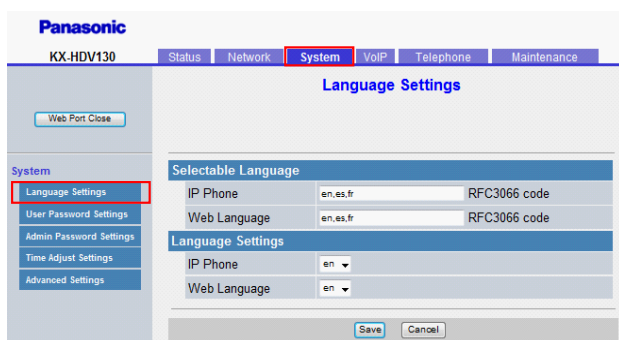 Panasonic
KX-HDV130
Status Network System VoIP Telephone Maintenance
Language Settings
Web Port Close
System
Language Settings
User Password Settings
Admin Password Settings
Time Adjust Settings
Advanced Settings
Selectable Language
IP Phone en,es,fr RFC3066 code
Web Language en,es,fr RFC3066 code
Language Settings
IP Phone en
Web Language en
Save Cancel